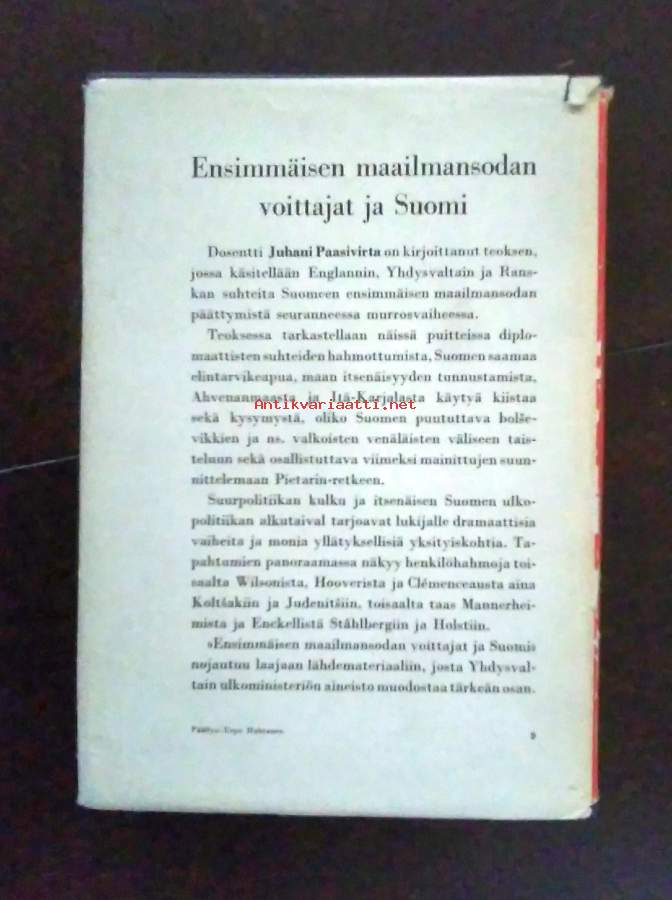 Ensimmäisen maailmansodan
voittajat ja Suomi
Dosentti Juhani Paasivirta on kirjoittanut teoksen,
jossa käsitellään Englannin, Yhdysvaltain ja Rans-
kan suhteita Suomeen ensimmäisen maailmansodan
päättymistä seuranneessa murrosvaiheessa.
Teoksessa tarkastellaan näissä puitteissa diplo-
maattisten suhteiden hahmottumista, Suomen saamaa
elintarvikeapua, maan itsenäisyyden tunnustamista,
Ahvenanmaasta ja Itä-Karjalasta käytyä kiistaa
Antikvariaatti.net
sekä kysymystä, oliko Suomen puututtava bolše-
vikkien ja ns. valkoisten venäläisten väliseen tais-
teluun sekä osallistuttava viimeksi mainittujen suun-
nittelemaan Pietarin-retkeen.
Suurpolitiikan kulku ja itsenäisen Suomen ulko-
politiikan alkutaival tarjoavat lukijalle dramaattisia
vaiheita ja monia yllätyksellisiä yksityiskohtia. Ta-
pahtumien panoraamassa näkyy henkilöhahmoja toi-
saalta Wilsonista, Hooverista ja Clémenceausta aina
Koltšakiin ja Judenitšiin, toisaalta taas Mannerhei-
mista ja Enckellistä Ståhlbergiin ja Holstiin.
»Ensimmäisen maailmansodan voittajat ja Suomi»
nojautuu laajaan lähdemateriaaliin, josta Yhdysval-
tain ulkoministeriön aineisto muodostaa tärkeän osan.
9